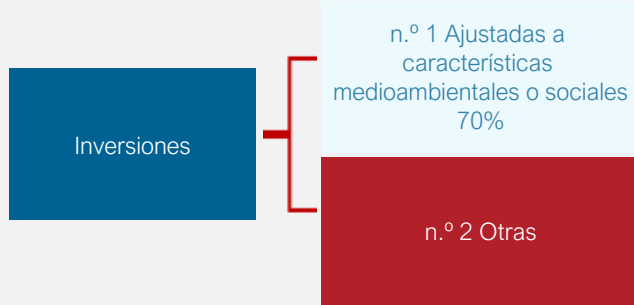 n.º 1 Ajustadas a
características
medioambientales o sociales
70%
Inversiones
n.º 2 Otras